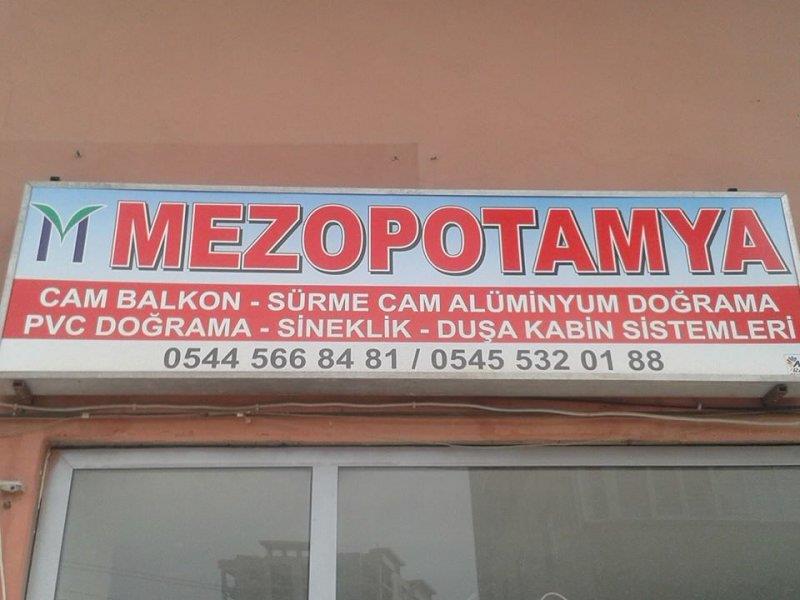 MEZOPOTAMYA
CAM BALKON - SÜRME CAM ALÜMİNYUM DOĞRAMA
PVC DOĞRAMA - SİNEKLİK - DUŞA KABİN SİSTEMLERİ
0544 566 84 81 / 0545 532 01 88